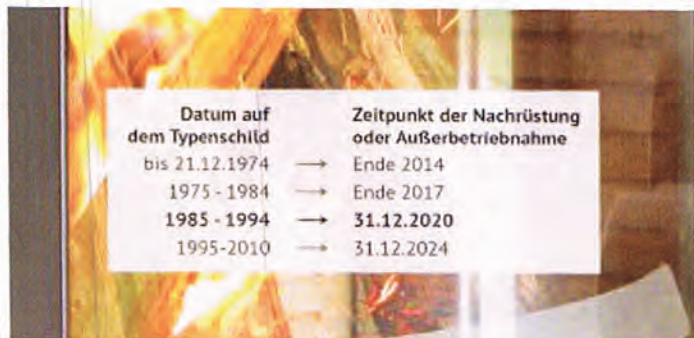 Datum auf dem Typenschild → Zeitpunkt der Nachrüstung oder Außerbetriebnahme
bis 21.12.1974 → Ende 2014
1975 - 1984 → Ende 2017
1985 - 1994 → 31.12.2020
1995-2010 → 31.12.2024